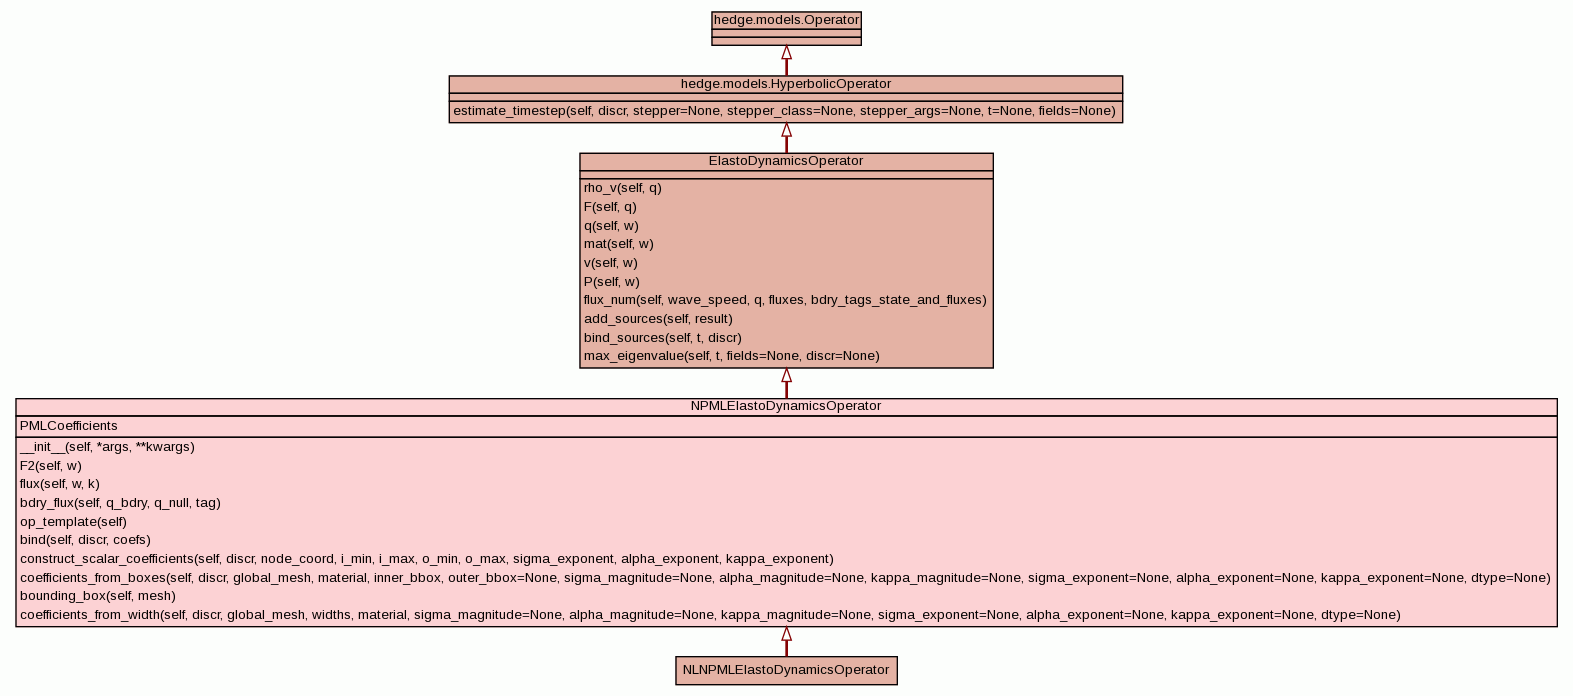 hedge.models.Operator
hedge.models.HyperbolicOperator
estimate_timestep(self, discr, stepper=None, stepper_class=None, stepper_args=None, t=None, fields=None)
ElastoDynamicsOperator
rho_v(self, q)
F(self, q)
q(self, w)
mat(self, w)
v(self, w)
P(self, w)
flux_num(self, wave_speed, q, fluxes, bdry_tags_state_and_fluxes)
add_sources(self, result)
bind_sources(self, t, discr)
max_eigenvalue(self, t, fields=None, discr=None)
NPMLElastoDynamicsOperator
PMLCoefficients
__init__(self, *args, **kwargs)
F2(self, w)
flux(self, w, k)
bdry_flux(self, q_bdry, q_null, tag)
op_template(self)
bind(self, discr, coefs)
construct_scalar_coefficients(self, discr, node_coord, i_min, i_max, o_min, o_max, sigma_exponent, alpha_exponent, kappa_exponent)
coefficients_from_boxes(self, discr, global_mesh, material, inner_bbox, outer_bbox=None, sigma_magnitude=None, alpha_magnitude=None, kappa_magnitude=None, sigma_exponent=None, alpha_exponent=None, kappa_exponent=None, dtype=None)
bounding_box(self, mesh)
coefficients_from_width(self, discr, global_mesh, widths, material, sigma_magnitude=None, alpha_magnitude=None, kappa_magnitude=None, sigma_exponent=None, alpha_exponent=None, kappa_exponent=None, dtype=None)
NLNPMLElastoDynamicsOperator